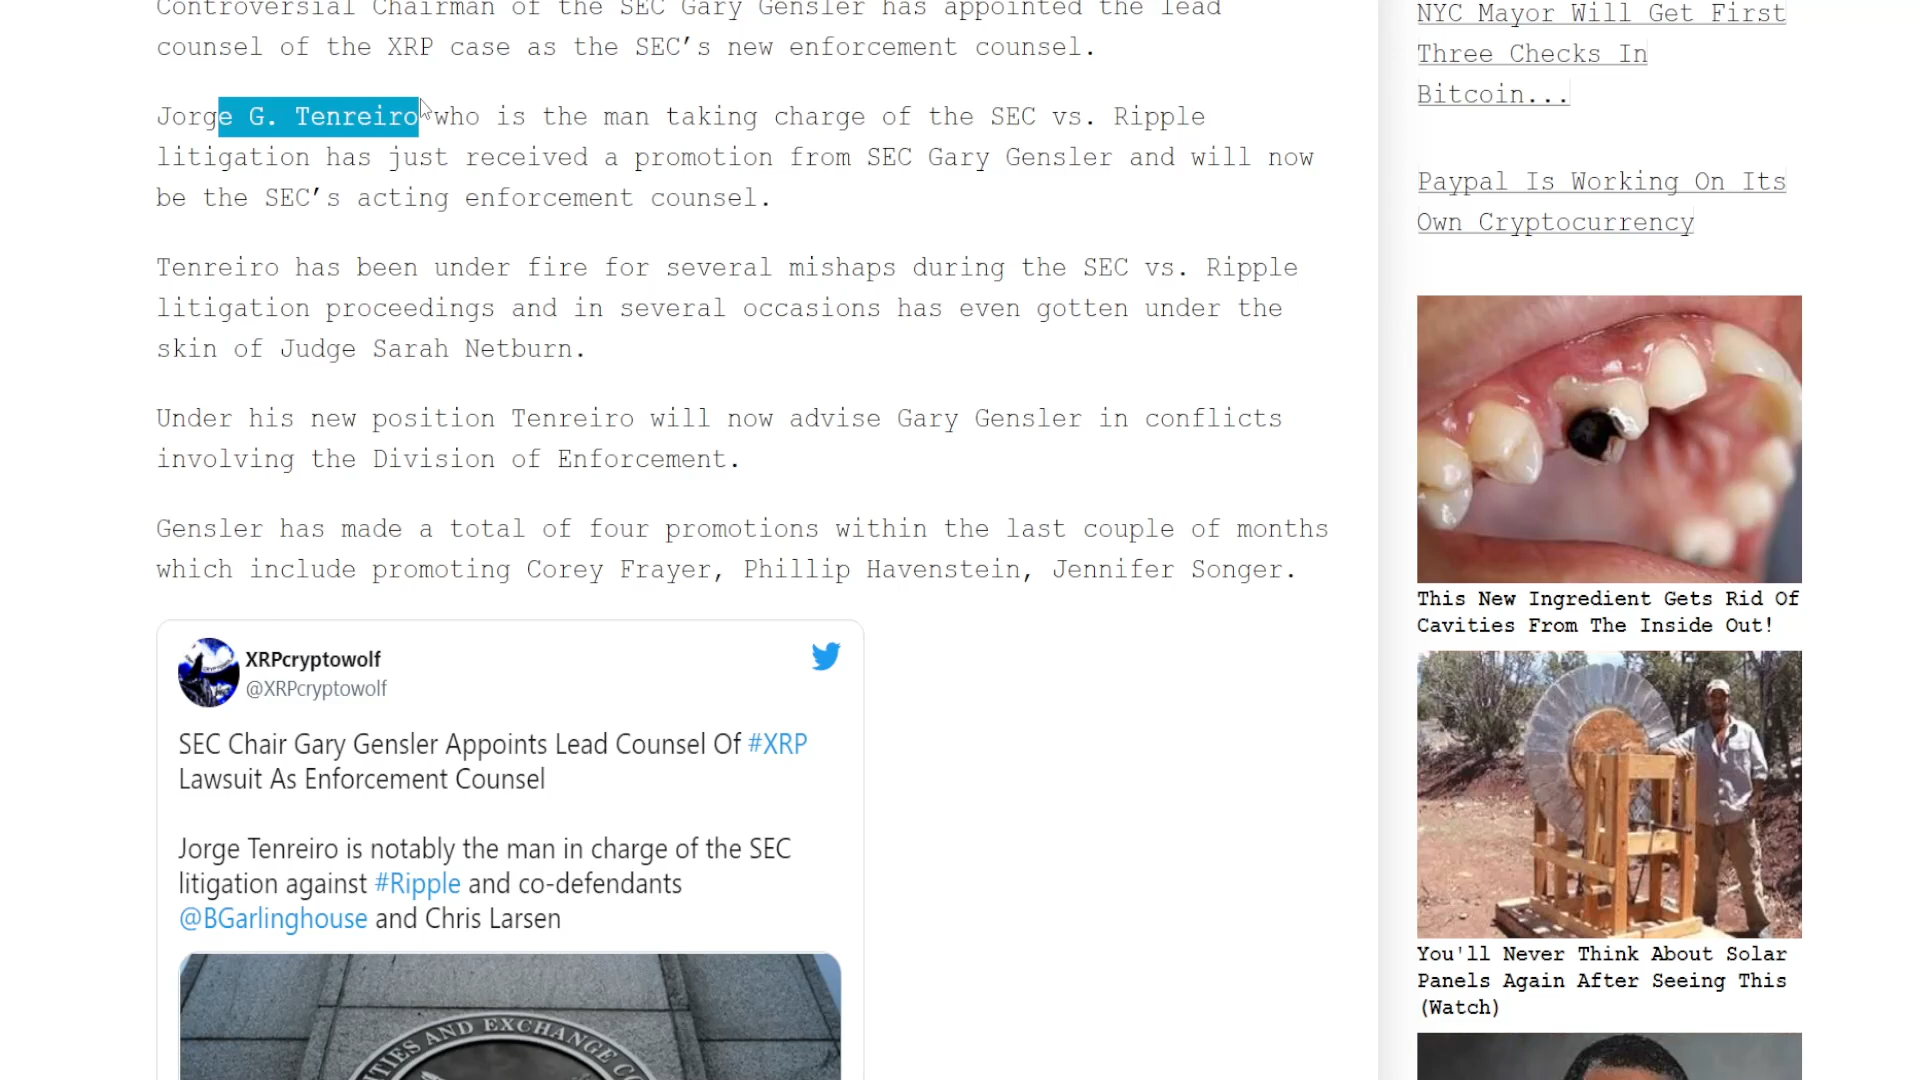 Controversial Chairman of the SEC Gary Gensler has appointed the lead
counsel of the XRP case as the SEC’s new enforcement counsel.
Jorge G. Tenreiro who is the man taking charge of the SEC vs. Ripple
litigation has just received a promotion from SEC Gary Gensler and will now
be the SEC’s acting enforcement counsel.
Tenreiro has been under fire for several mishaps during the SEC vs. Ripple
litigation proceedings and in several occasions has even gotten under the
skin of Judge Sarah Netburn.
Under his new position Tenreiro will now advise Gary Gensler in conflicts
involving the Division of Enforcement.
Gensler has made a total of four promotions within the last couple of months
which include promoting Corey Frayer, Phillip Havenstein, Jennifer Songer.
XRPcryptowolf
@XRPcryptowolf
SEC Chair Gary Gensler Appoints Lead Counsel Of #XRP
Lawsuit As Enforcement Counsel
Jorge Tenreiro is notably the man in charge of the SEC
litigation against #Ripple and co-defendants
@BGarlinghouse and Chris Larsen
ITIES AND EXCHANGE CO
NYC Mayor Will Get First
Three Checks In
Bitcoin...
Paypal Is Working On Its
Own Cryptocurrency
This New Ingredient Gets Rid Of
Cavities From The Inside Out!
You'll Never Think About Solar
Panels Again After Seeing This
(Watch)